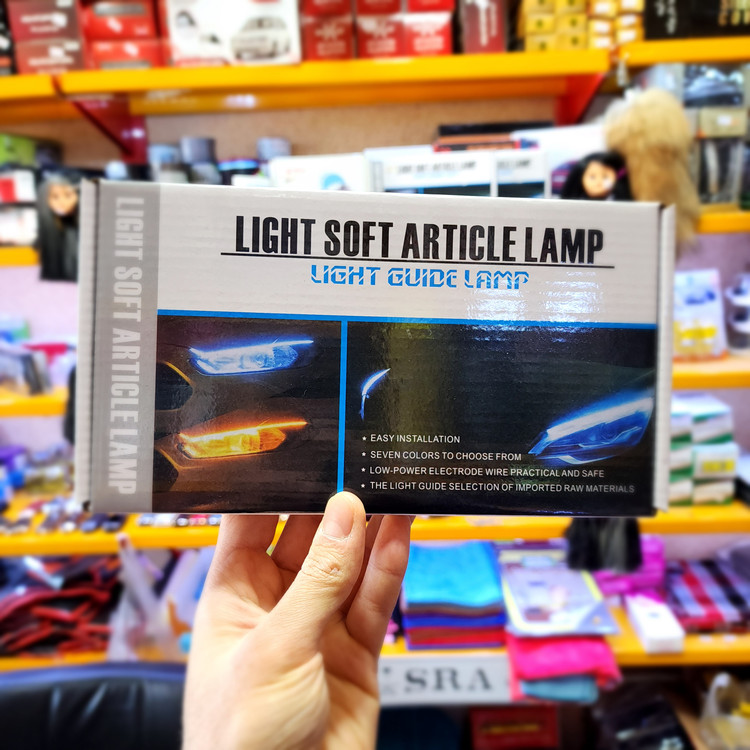 LIGHT SOFT ARTICLE LAMP
LIGHT GUIDE LAMP
LIGHT SOFT ARTICLE LAMP
★ EASY INSTALLATION
★ SEVEN COLORS TO CHOOSE FROM
★ LOW-POWER ELECTRODE WIRE PRACTICAL AND SAFE
★ THE LIGHT GUIDE SELECTION OF IMPORTED RAW MATERIALS
SRA